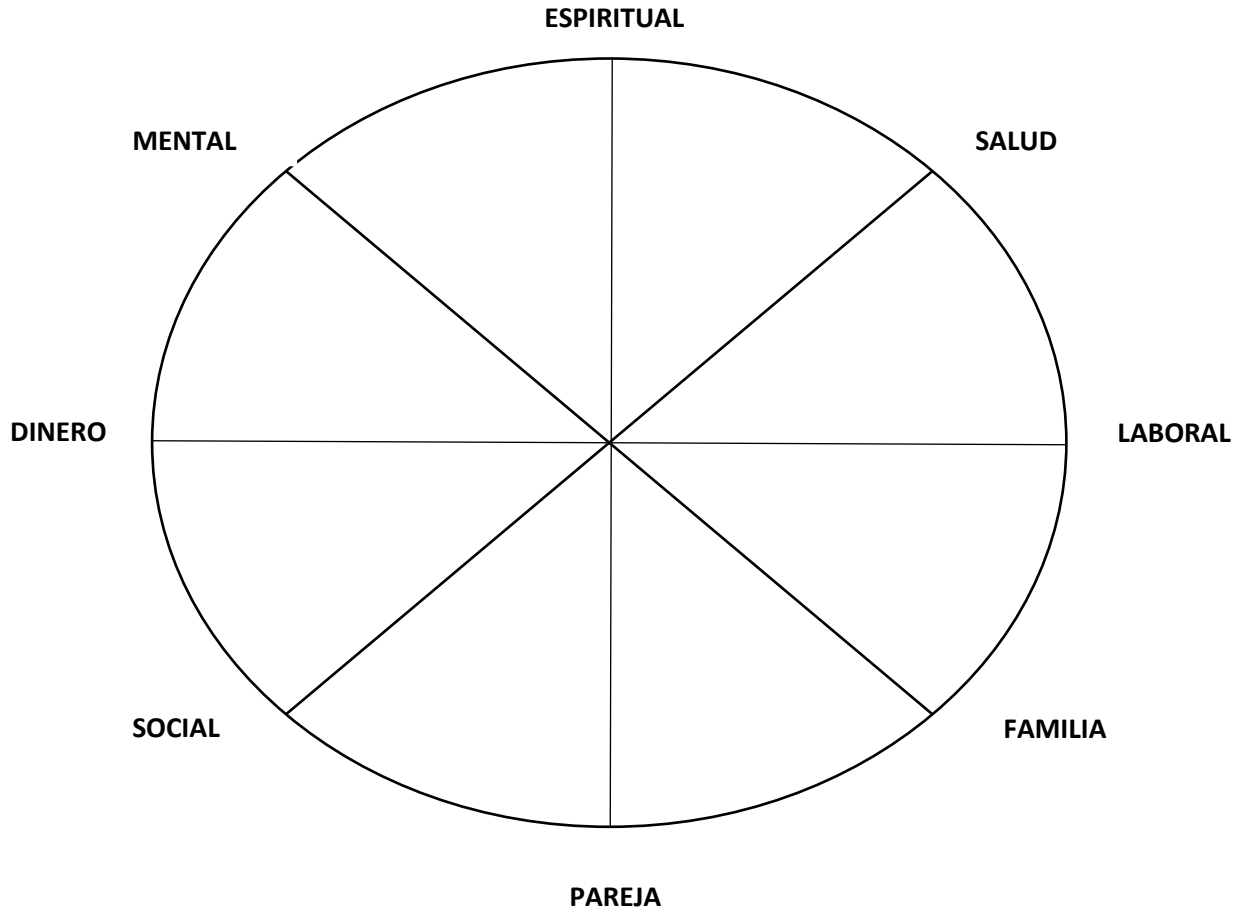 ESPIRITUAL
MENTAL
SALUD
DINERO
LABORAL
SOCIAL
FAMILIA
PAREJA